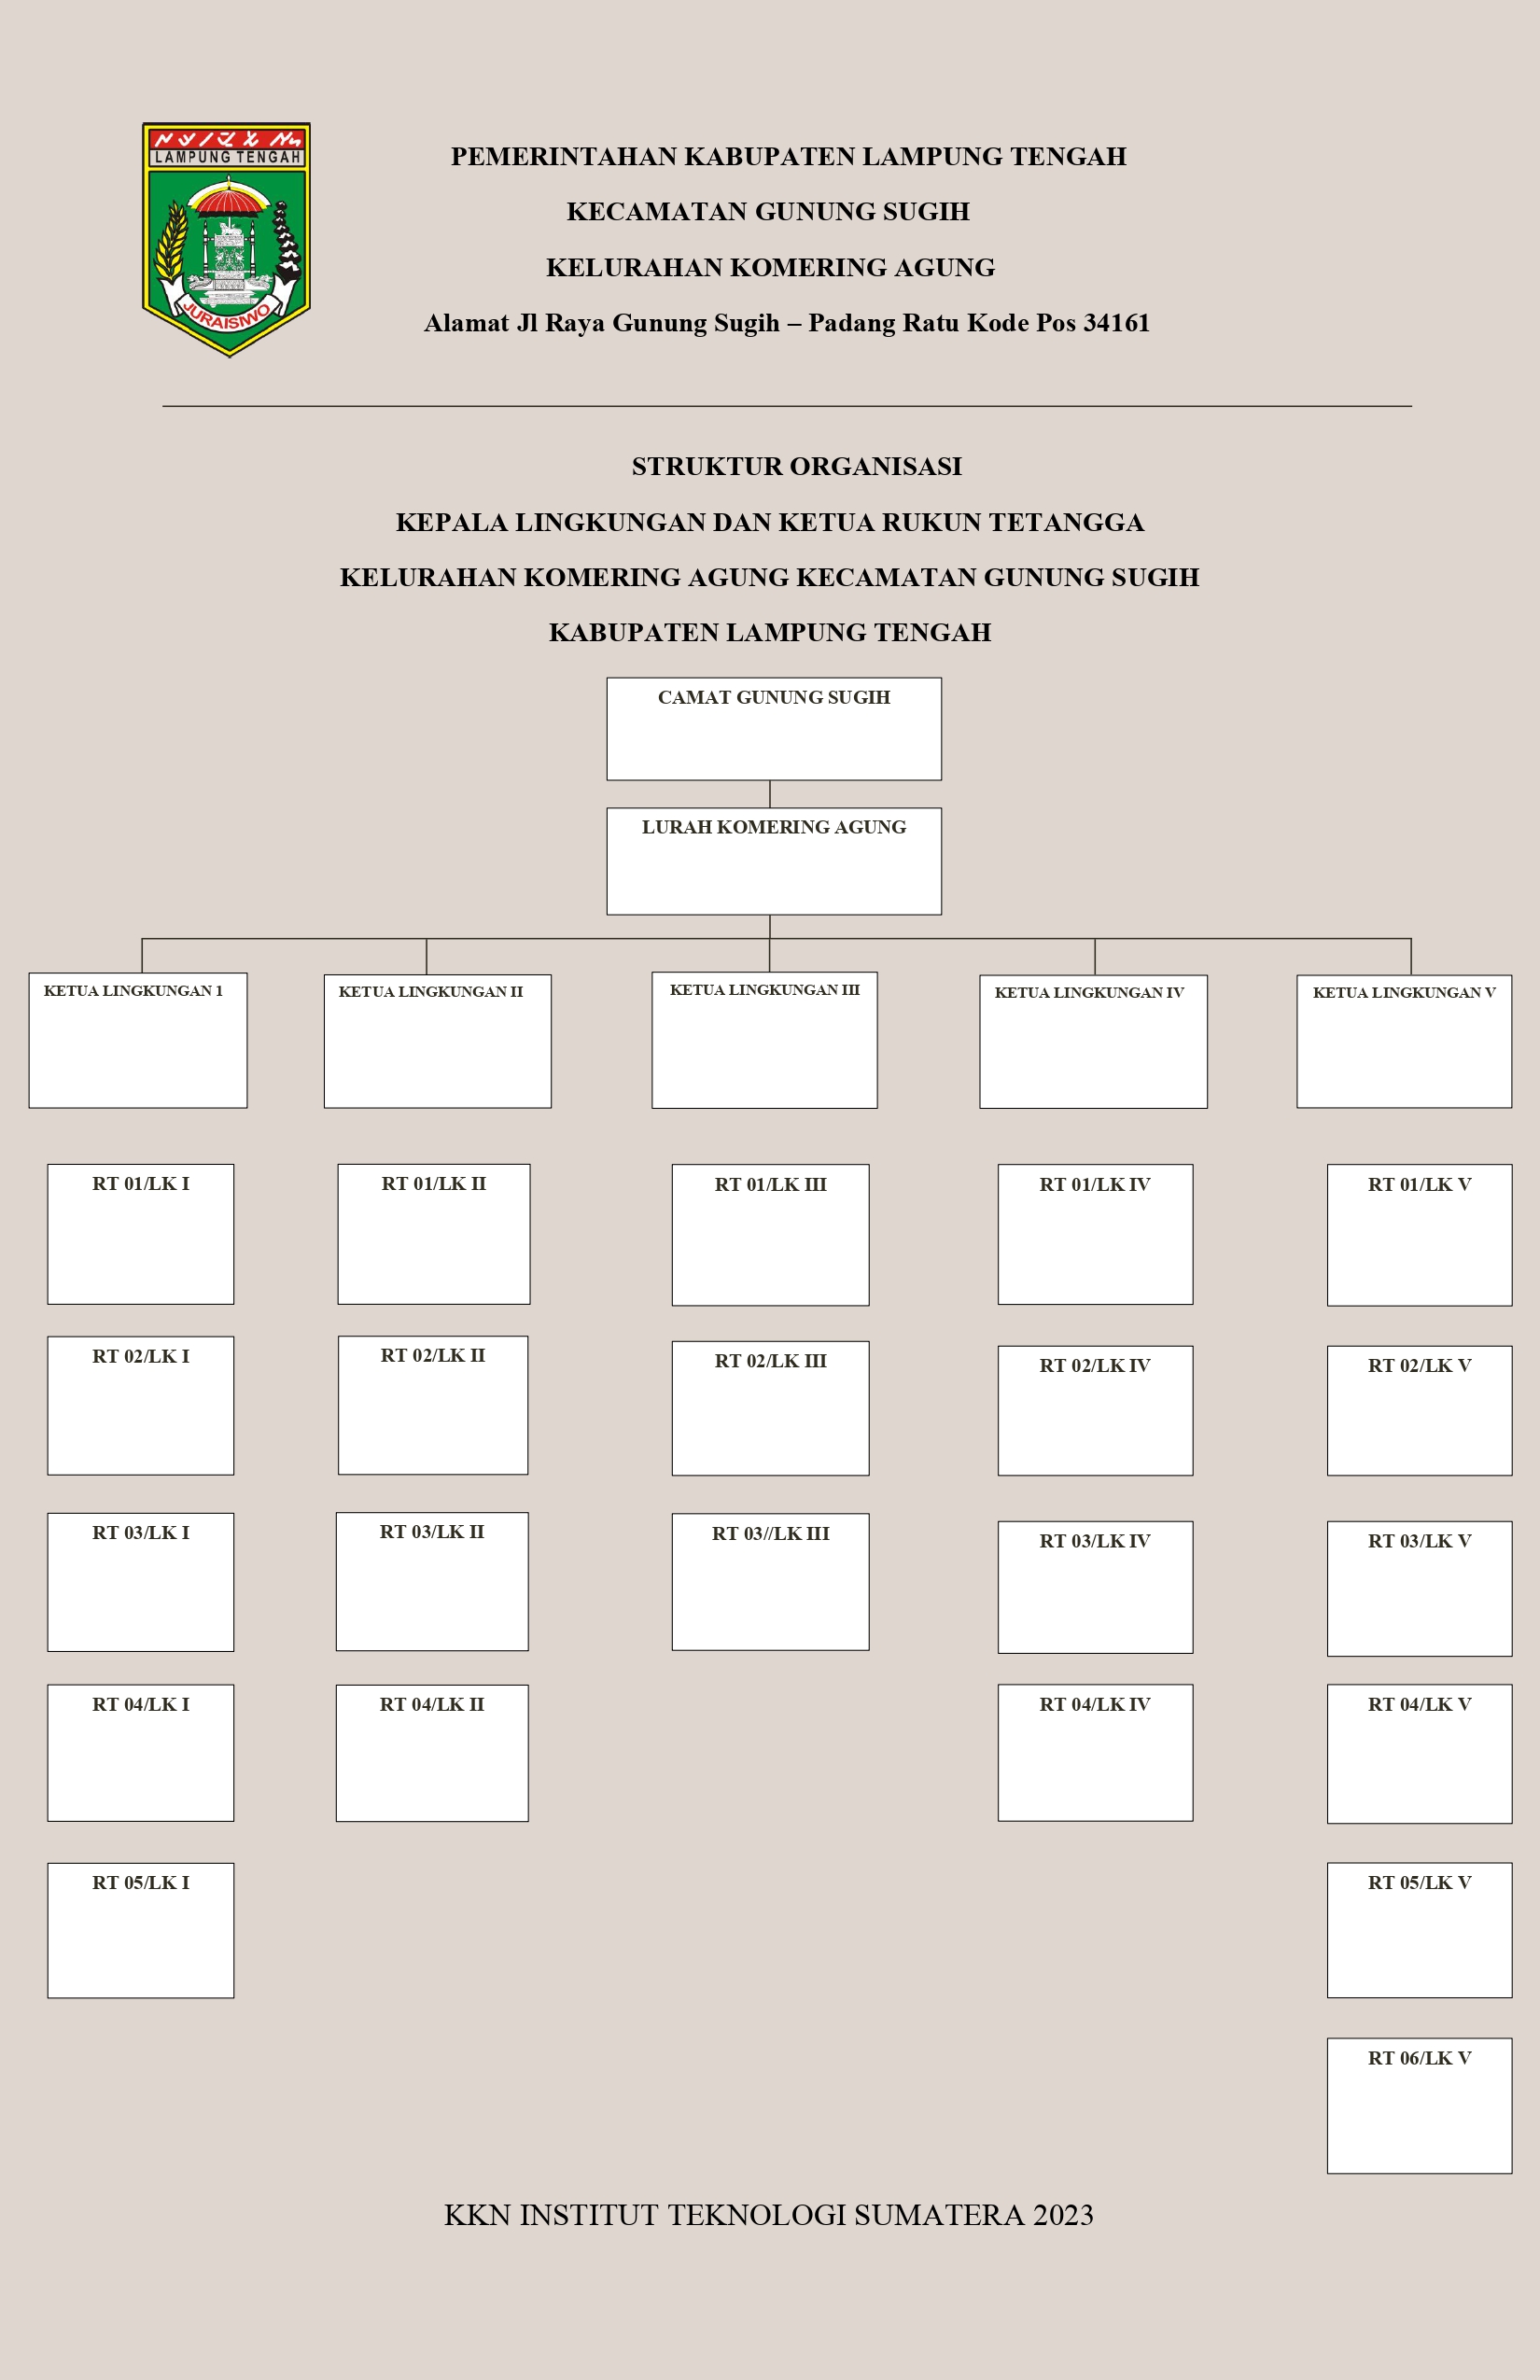 LAMPUNG TENGAH
JURAISIWO
PEMERINTAHAN KABUPATEN LAMPUNG TENGAH
KECAMATAN GUNUNG SUGIH
KELURAHAN KOMERING AGUNG
Alamat Jl Raya Gunung Sugih – Padang Ratu Kode Pos 34161
STRUKTUR ORGANISASI
KEPALA LINGKUNGAN DAN KETUA RUKUN TETANGGA
KELURAHAN KOMERING AGUNG KECAMATAN GUNUNG SUGIH
KABUPATEN LAMPUNG TENGAH
CAMAT GUNUNG SUGIH
LURAH KOMERING AGUNG
KETUA LINGKUNGAN 1
KETUA LINGKUNGAN II
KETUA LINGKUNGAN III
KETUA LINGKUNGAN IV
KETUA LINGKUNGAN V
RT 01/LK I
RT 01/LK II
RT 01/LK III
RT 01/LK IV
RT 01/LK V
RT 02/LK I
RT 02/LK II
RT 02/LK III
RT 02/LK IV
RT 02/LK V
RT 03/LK I
RT 03/LK II
RT 03//LK III
RT 03/LK IV
RT 03/LK V
RT 04/LK I
RT 04/LK II
RT 04/LK IV
RT 04/LK V
RT 05/LK I
RT 05/LK V
RT 06/LK V
KKN INSTITUT TEKNOLOGI SUMATERA 2023